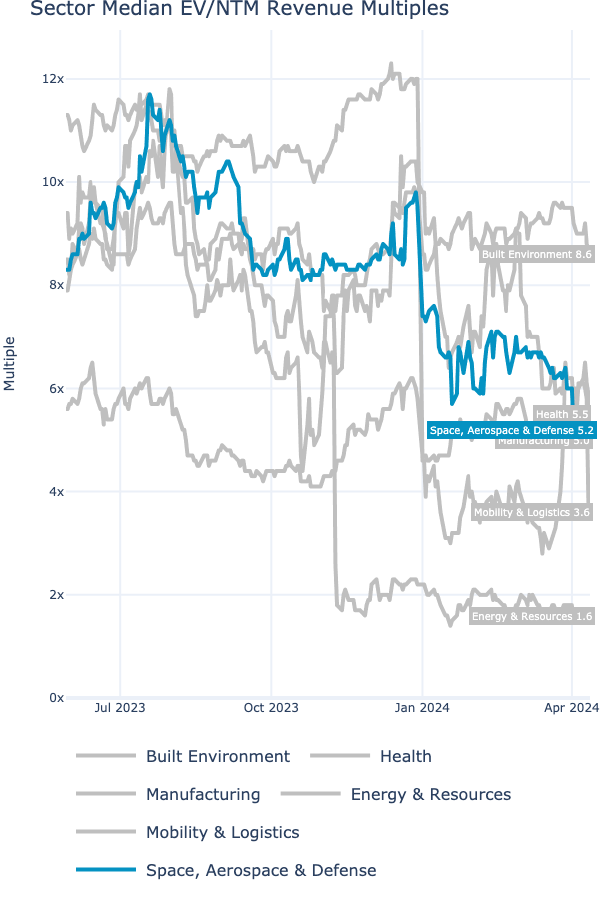 Sector Median EV/NTM Revenue Multiples
12x
10x
8x
6x
4x
2x
0x
Multiple
Built Environment 8.6
Health 5.5
Space, Aerospace & Defense 5.2
Manufacturing 5.0
Mobility & Logistics 3.6
Energy & Resources 1.6
Jul 2023
Oct 2023
Jan 2024
Apr 2024
Built Environment
Health
Manufacturing
Energy & Resources
Mobility & Logistics
Space, Aerospace & Defense